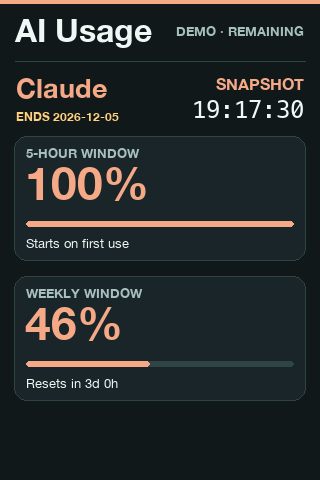 AI Usage
DEMO · REMAINING
Claude
SNAPSHOT
ENDS 2026-12-05
19:17:30
5-HOUR WINDOW
100%
Starts on first use
WEEKLY WINDOW
46%
Resets in 3d 0h